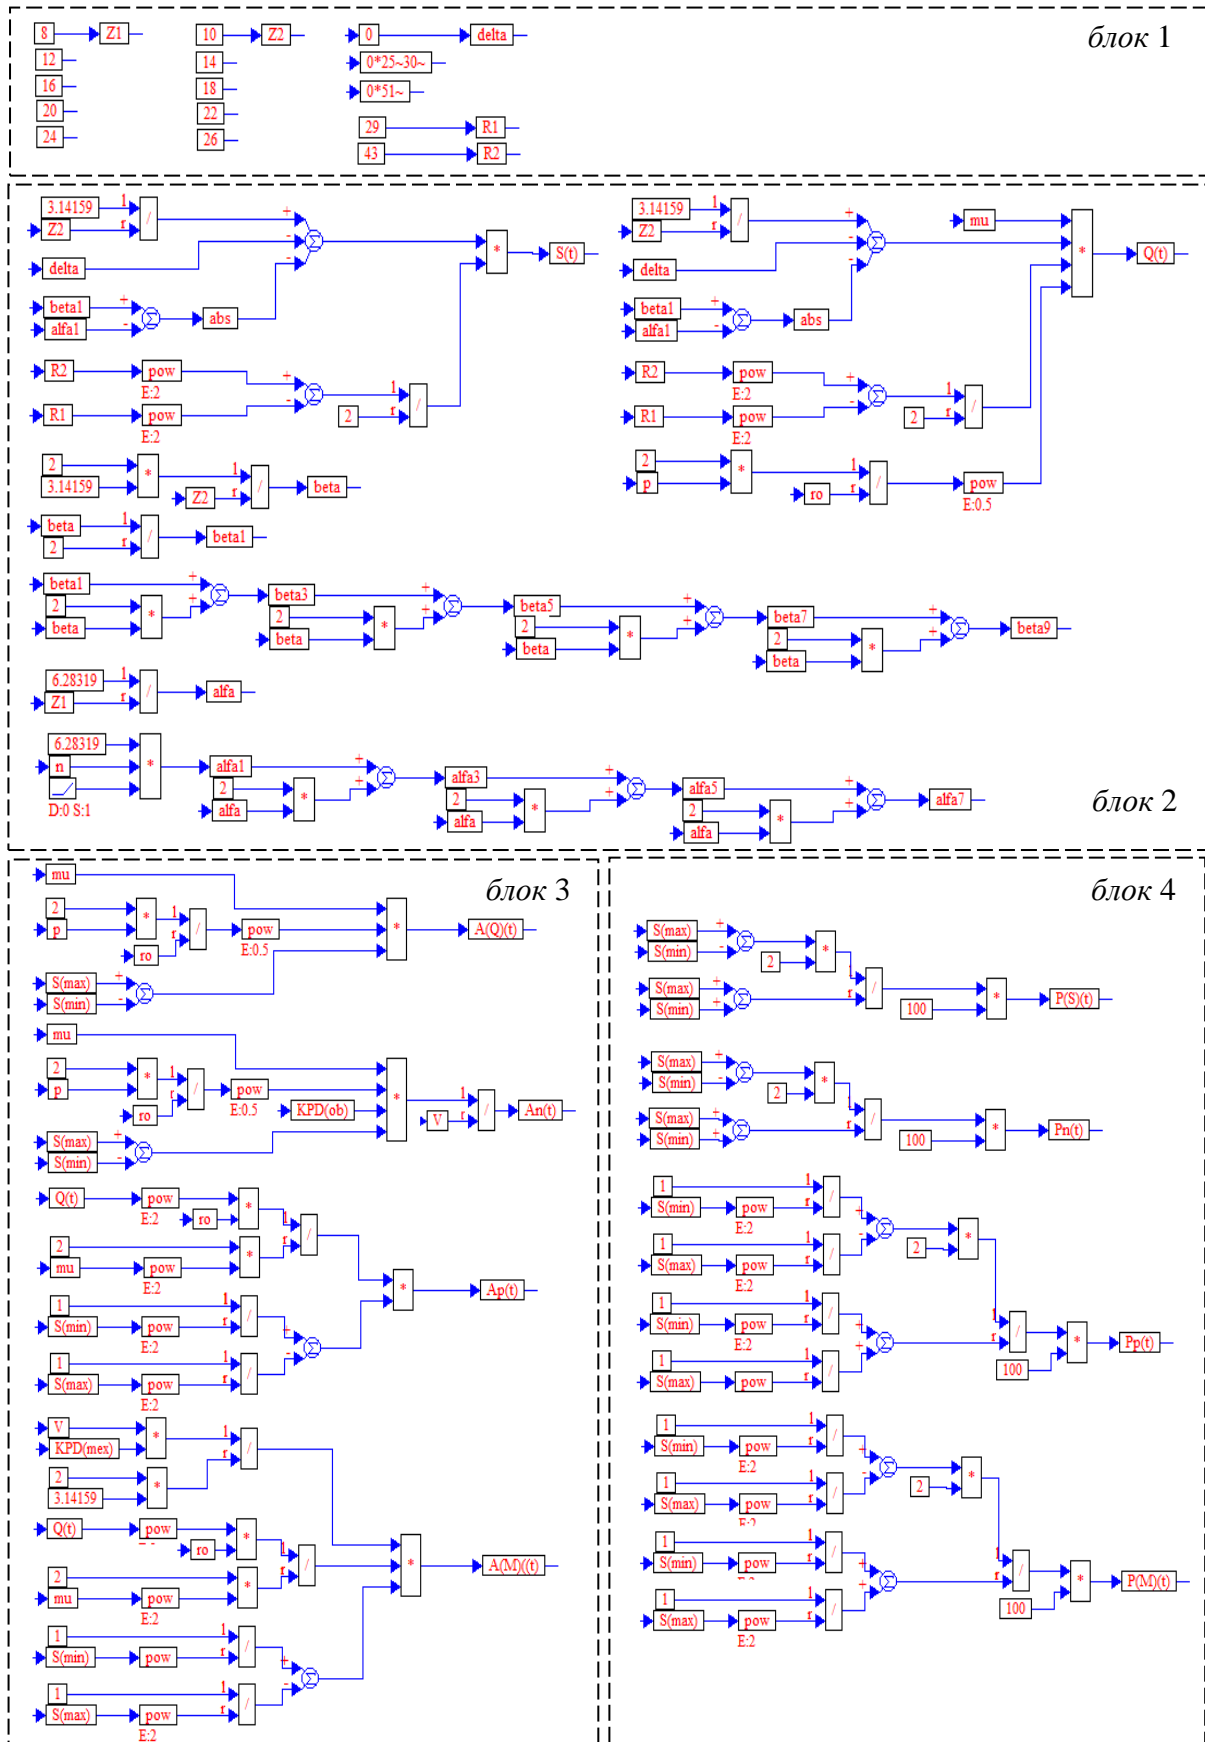 блок 1
8 Z1 10 Z2 0 delta
12 14 0*25~30~
16 18 0*51~
20 22
24 26
29 R1
43 R2
3.14159 l / + Σ * S(t)
Z2 r
delta -
beta1 + Σ abs -
alfa1 -
R2 pow + Σ l /
E:2
R1 pow - 2 r
E:2
3.14159 l / + Σ mu * Q(t)
Z2 r
delta -
beta1 + Σ abs -
alfa1 -
R2 pow + Σ l /
E:2
R1 pow - 2 r
E:2
2 * l / pow
p ro r E:0.5
2 * l / beta
3.14159 Z2 r
beta l / beta1
2 r
beta1 + Σ beta3 + Σ beta5 + Σ beta7 + Σ beta9
2 * + 2 * + 2 * + 2 * +
beta beta beta beta
6.28319 l / alfa
Z1 r
6.28319 * alfa1 + Σ alfa3 + Σ alfa5 + Σ alfa7
n 2 * + 2 * + 2 * +
alfa alfa alfa
D:0 S:1
блок 2
блок 3
mu * A(Q)(t)
2 * l / pow
p ro r E:0.5
S(max) + Σ
S(min) -
mu * l / An(t)
2 * l / pow KPD(ob) V r
p ro r E:0.5
S(max) + Σ
S(min) -
Q(t) pow * l / * Ap(t)
E:2 ro
2 * r
mu pow
E:2
1 l / + Σ
S(min) pow r
E:2
1 l / -
S(max) pow r
E:2
V * l / * A(M)((t)
KPD(mex)
2 * r
3.14159
Q(t) pow * l /
ro
2 * r
mu pow
E:2
1 l / + Σ
S(min) pow r
1 l / -
S(max) pow r
E:2
блок 4
S(max) + Σ * l / * P(S)(t)
S(min) - 2
S(max) + Σ r 100
S(min) +
S(max) + Σ * l / * Pn(t)
S(min) - 2
S(max) + Σ r 100
S(min) +
1 l / + Σ * l / * Pp(t)
S(min) pow r 2
E:2
1 l / -
S(max) pow r
E:2
1 l / + Σ r 100
S(min) pow r
E:2
1 l / +
S(max) pow r
1 l / + Σ * l / * P(M)(t)
S(min) pow r 2
E:2
1 l / -
S(max) pow r
1 l / + Σ r 100
S(min) pow r
1 l / +
S(max) pow r
E:2